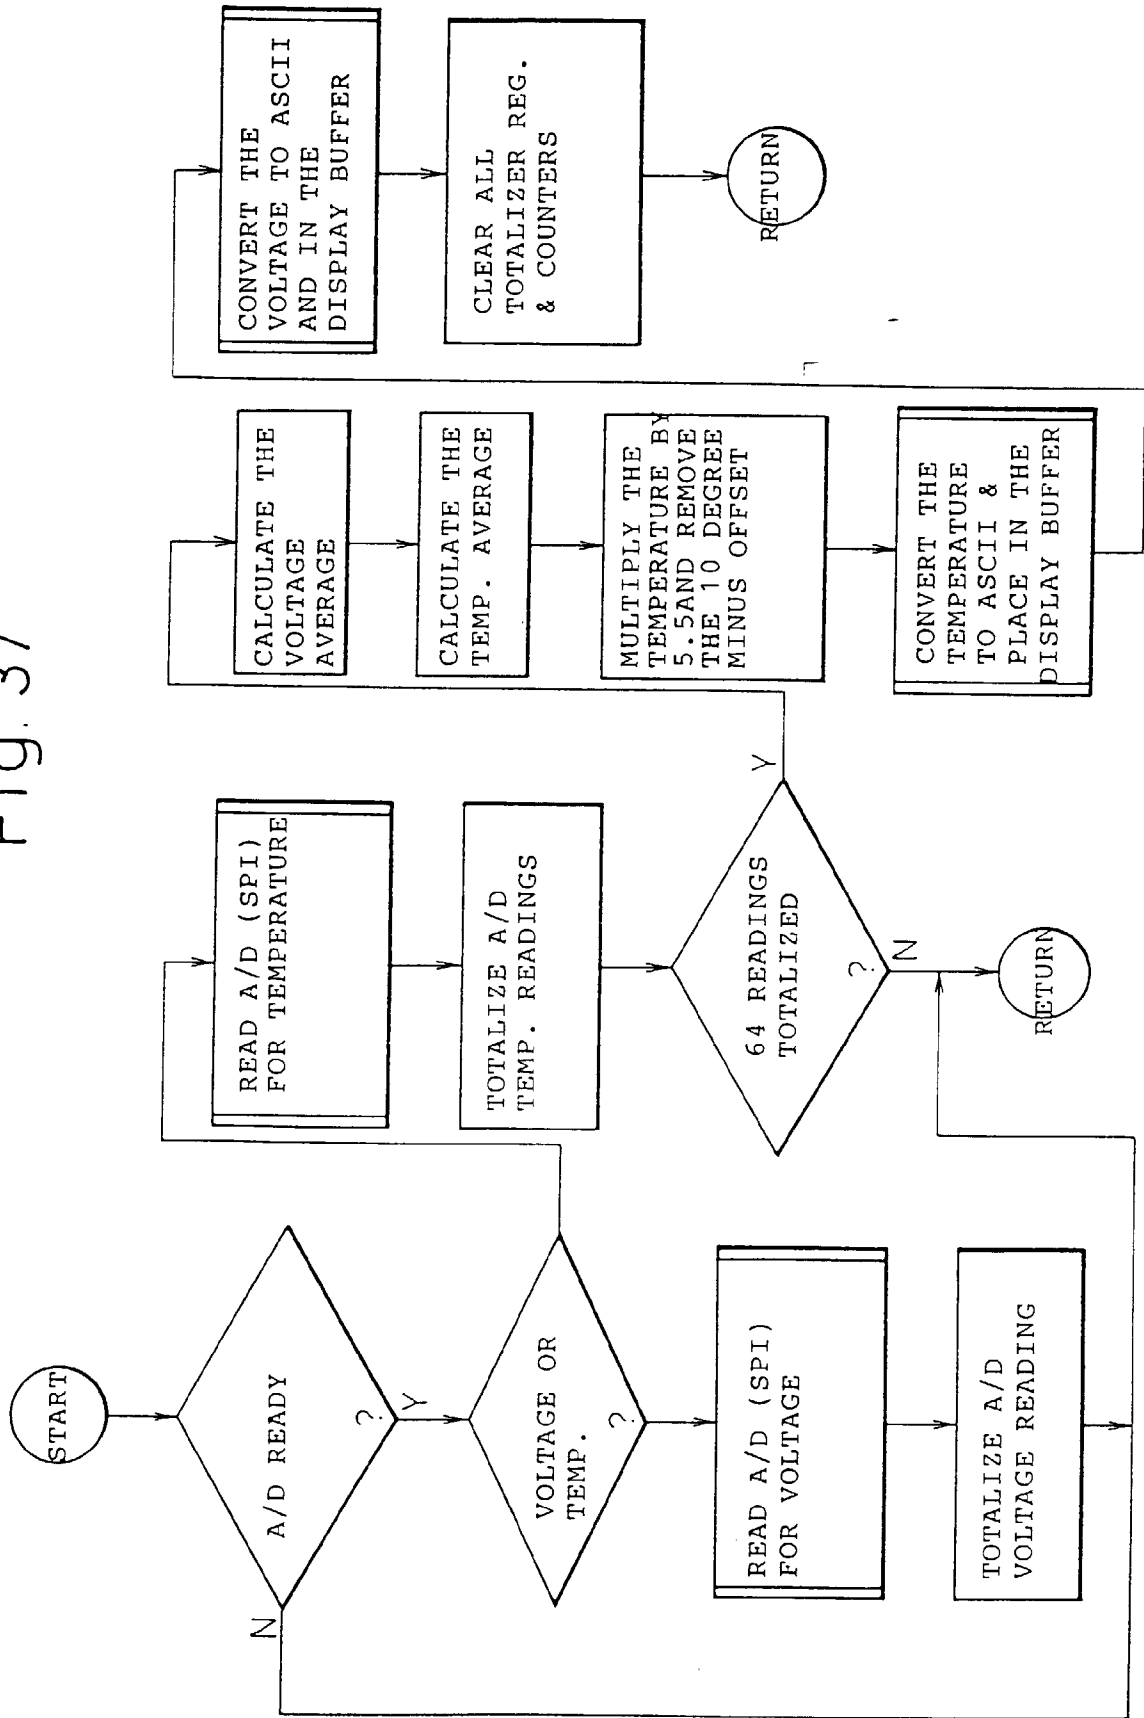 Fig. 37
START
A/D READY
?
N
Y
VOLTAGE OR
TEMP.
?
READ A/D (SPI)
FOR VOLTAGE
TOTALIZE A/D
VOLTAGE READING
READ A/D (SPI)
FOR TEMPERATURE
TOTALIZE A/D
TEMP. READINGS
64 READINGS
TOTALIZED
?
Y
N
RETURN
CALCULATE THE
VOLTAGE
AVERAGE
CALCULATE THE
TEMP. AVERAGE
MULTIPLY THE
TEMPERATURE BY
5.5AND REMOVE
THE 10 DEGREE
MINUS OFFSET
CONVERT THE
TEMPERATURE
TO ASCII &
PLACE IN THE
DISPLAY BUFFER
CONVERT THE
VOLTAGE TO ASCII
AND IN THE
DISPLAY BUFFER
CLEAR ALL
TOTALIZER REG.
& COUNTERS
RETURN